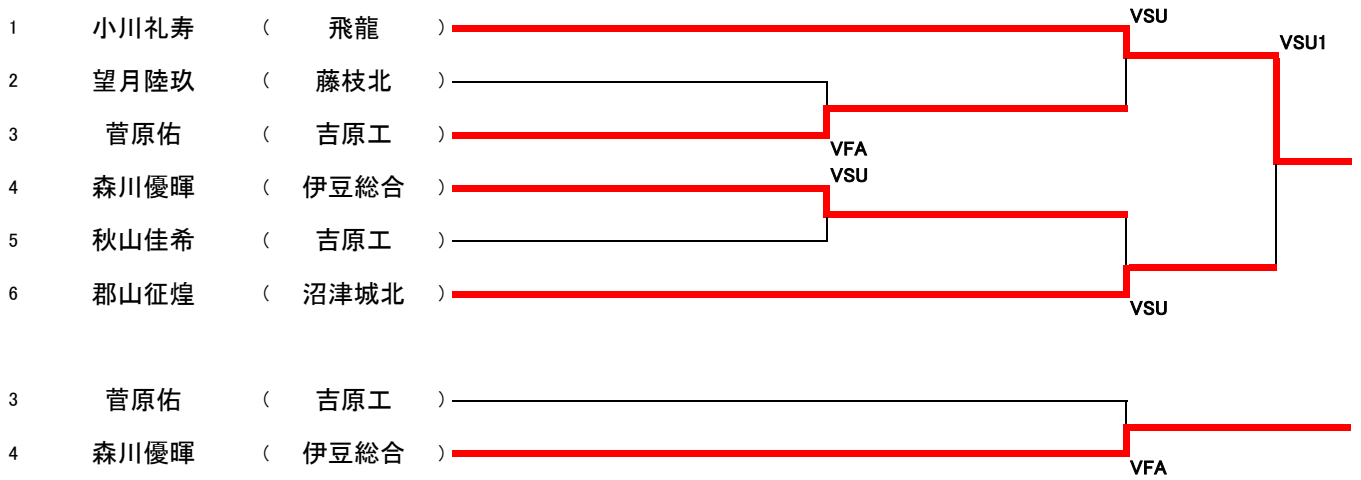 VSU
1 小川礼寿 （ 飛龍 ）
VSU1
2 望月陸玖 （ 藤枝北 ）
3 菅原佑 （ 吉原工 ）
VFA
VSU
4 森川優暉 （ 伊豆総合 ）
5 秋山佳希 （ 吉原工 ）
6 郡山征煌 （ 沼津城北 ）
VSU
3 菅原佑 （ 吉原工 ）
4 森川優暉 （ 伊豆総合 ）
VFA